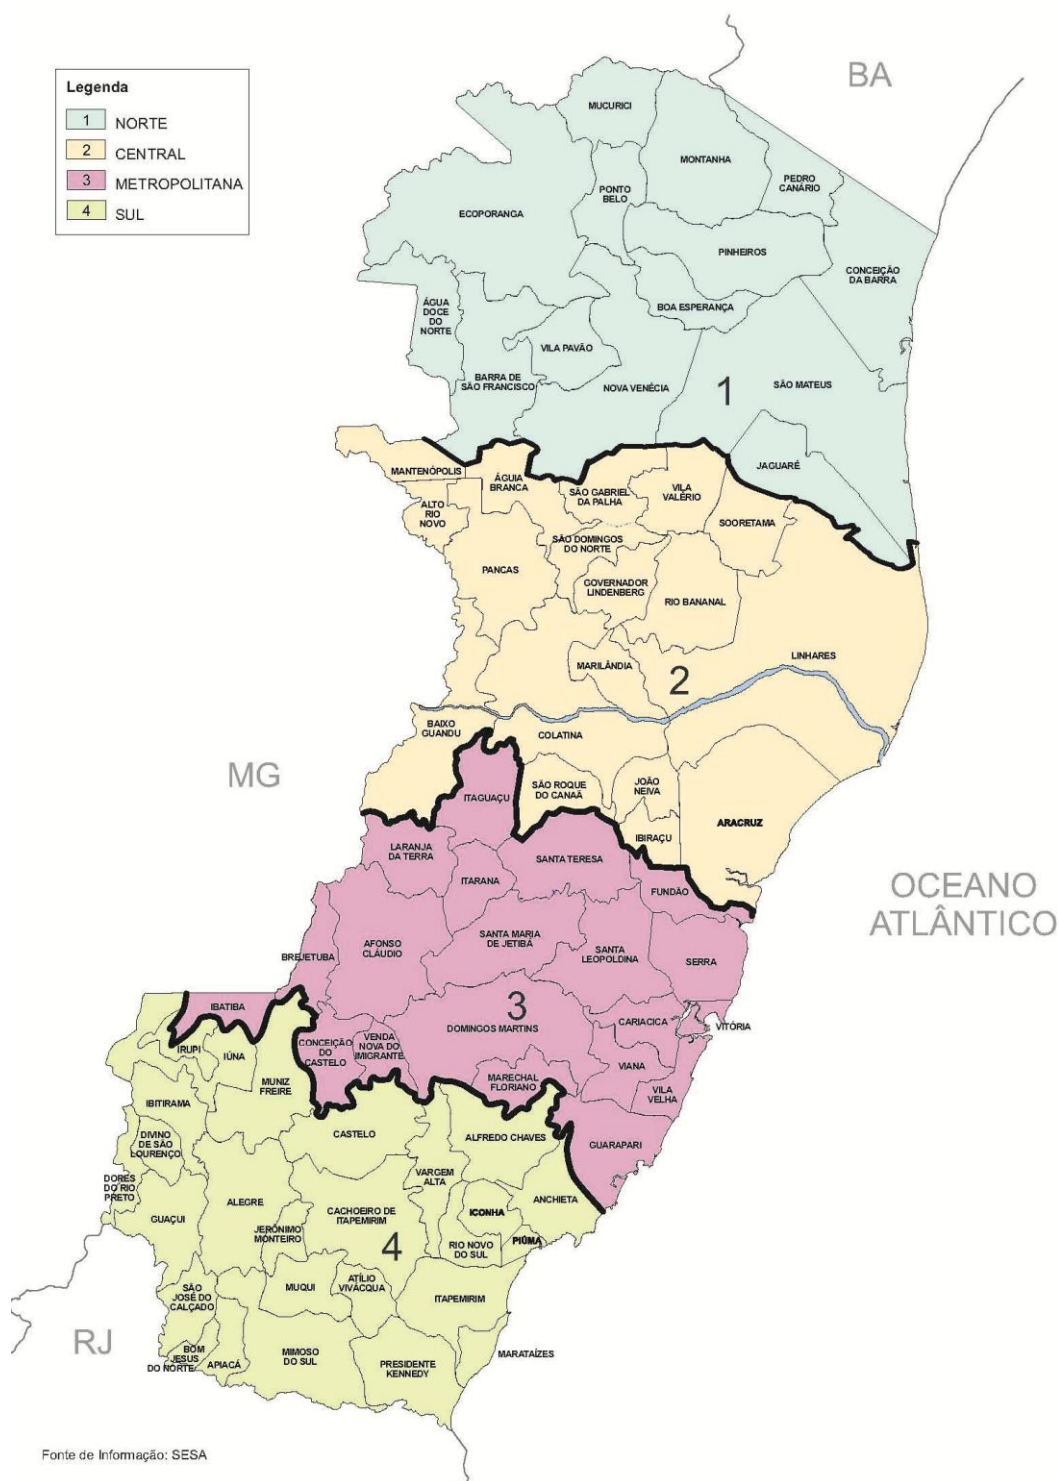 BA
Legenda
1 NORTE
2 CENTRAL
3 METROPOLITANA
4 SUL
MUCURICI
MONTANHA
PEDRO
CANÁRIO
PONTO
BELO
ECOPORANGA
PINHEIROS
CONCEIÇÃO
DA BARRA
ÁGUA
DOCE
DO
NORTE
BOA ESPERANÇA
VILA PAVÃO
BARRA DE
SÃO FRANCISCO
NOVA VENÉCIA
1
SÃO MATEUS
JAGUARÉ
MANTENÓPOLIS
ÁGUIA
BRANCA
SÃO GABRIEL
DA PALHA
VILA
VALÉRIO
ALTO
RIO
NOVO
SOORETAMA
SÃO DOMINGOS
DO NORTE
PANCAS
GOVERNADOR
LINDENBERG
RIO BANANAL
LINHARES
MARILÂNDIA
2
BAIXO
GUANDU
COLATINA
MG
SÃO ROQUE
DO CANAÃ
JOÃO
NEIVA
ITAGUAÇU
ARACRUZ
IBIRAÇU
LARANJA
DA TERRA
SANTA TERESA
ITARANA
FUNDÃO
OCEANO
ATLÂNTICO
AFONSO
CLÁUDIO
SANTA MARIA
DE JETIBÁ
SANTA
LEOPOLDINA
BREJETUBA
SERRA
IBATIBA
3
DOMINGOS MARTINS
CARIACICA
VITÓRIA
IRUPI
IÚNA
CONCEIÇÃO
DO
CASTELO
VENDA
NOVA DO
IMIGRANTE
VIANA
MUNIZ
FREIRE
MARECHAL
FLORIANO
VILA
VELHA
IBITIRAMA
CASTELO
ALFREDO CHAVES
GUARAPARI
DIVINO
DE SÃO
LOURENÇO
VARGEM
ALTA
DORES
DO RIO
PRETO
ALEGRE
ANCHIETA
GUAÇUI
CACHOEIRO DE
ITAPEMIRIM
ICONHA
JERÔNIMO
MONTEIRO
4
RIO NOVO
DO SUL
PIÚMA
SÃO
JOSÉ DO
CALÇADO
MUQUI
ATÍLIO
VIVACQUA
ITAPEMIRIM
RJ
BOM
JESUS
DO NORTE
APIACÁ
MIMOSO
DO SUL
PRESIDENTE
KENNEDY
MARATAÍZES
Fonte de Informação: SESA